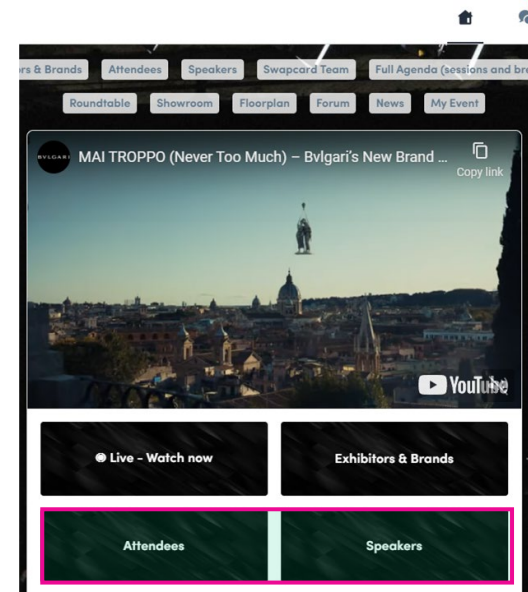 rs & Brands Attendees Speakers Swapcard Team Full Agenda (sessions and bre
Roundtable Showroom Floorplan Forum News My Event
BVLGARI MAI TROPPO (Never Too Much) – Bvlgari's New Brand ...
Copy link
YouTube
Live - Watch now Exhibitors & Brands
Attendees Speakers